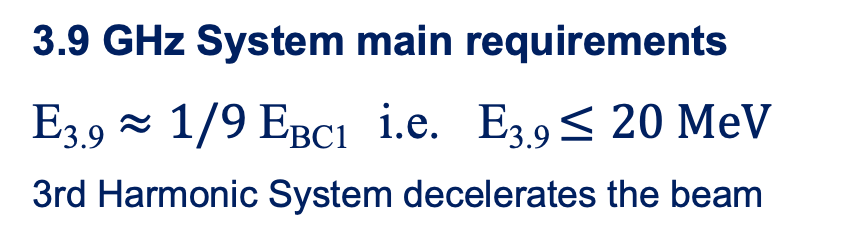 3.9 GHz System main requirements
E₃.₉ ≈ 1/9 E_BC1 i.e. E₃.₉ ≤ 20 MeV
3rd Harmonic System decelerates the beam